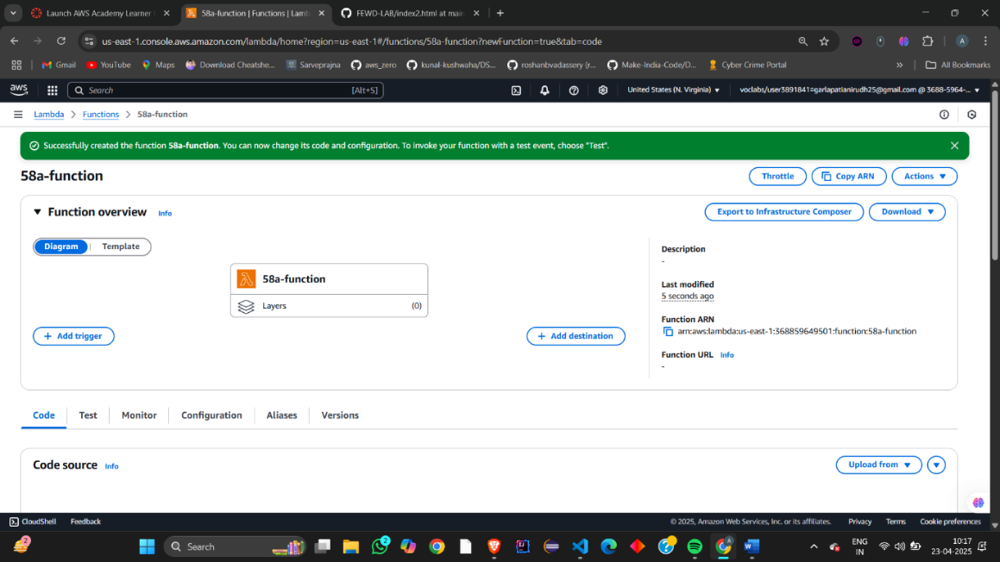 Launch AWS Academy Learner
58a-function | Functions | Lamb
FEWD-LAB/index2.html at main
us-east-1.console.aws.amazon.com/lambda/home?region=us-east-1#/functions/58a-function?newFunction=true&tab=code
A
Gmail
YouTube
Maps
Download Cheatshe...
Sarveprajna
aws_zero
kunal-kushwaha/DS...
roshanbvadassery (r...
Make-India-Code/D...
Cyber Crime Portal
»
All Bookmarks
aws
Search
[Alt+S]
United States (N. Virginia)
voclabs/user3891841=garlapatianirudh25@gmail.com @ 3688-5964-...
Lambda
Functions
58a-function
Successfully created the function 58a-function. You can now change its code and configuration. To invoke your function with a test event, choose "Test".
58a-function
Throttle
Copy ARN
Actions
Function overview
Info
Export to Infrastructure Composer
Download
Diagram
Template
58a-function
Layers
(0)
Add trigger
Add destination
Description
-
Last modified
5 seconds ago
Function ARN
arn:aws:lambda:us-east-1:368859649501:function:58a-function
Function URL
Info
-
Code
Test
Monitor
Configuration
Aliases
Versions
Code source
Info
Upload from
CloudShell
Feedback
© 2025, Amazon Web Services, Inc. or its affiliates.
Privacy
Terms
Cookie preferences
2
Search
2
A
ENG
IN
10:17
23-04-2025